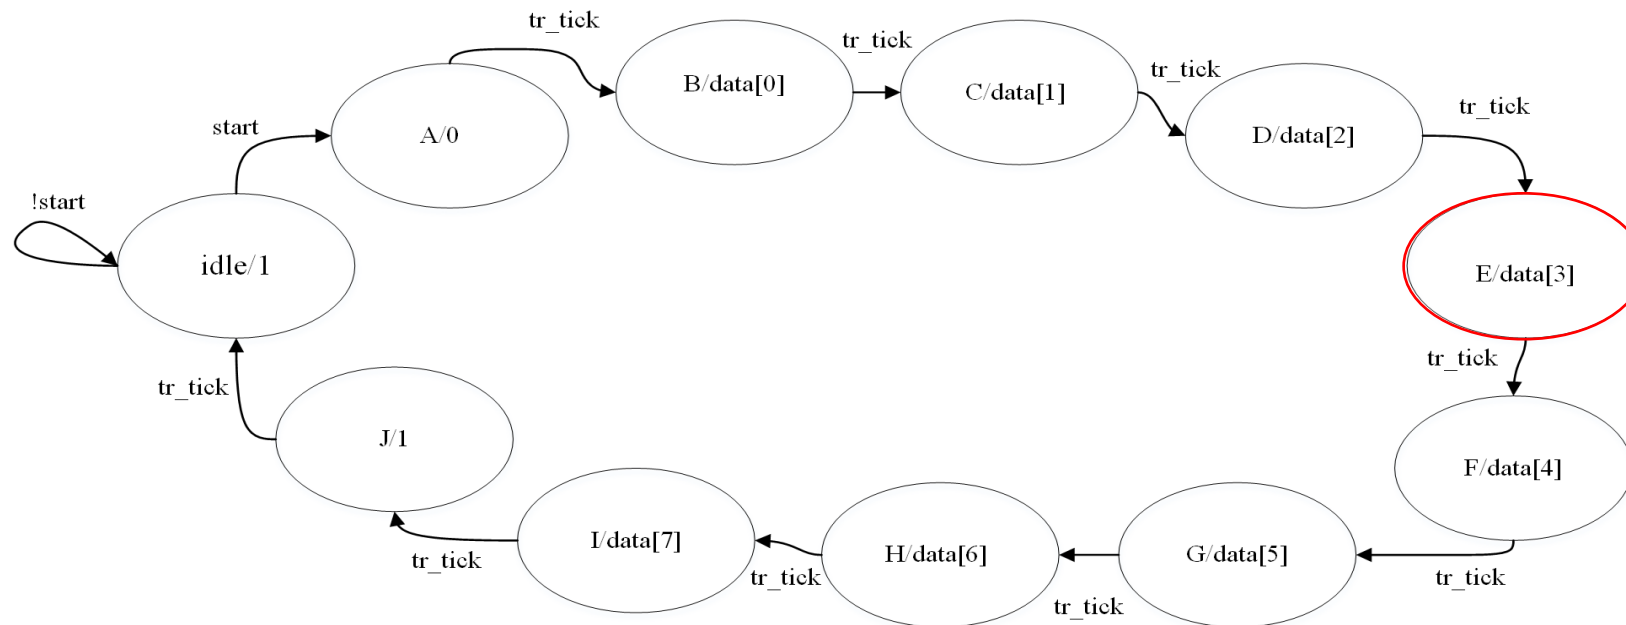 tr_tick
A/0
start
!start
idle/1
B/data[0]
tr_tick
C/data[1]
tr_tick
D/data[2]
tr_tick
E/data[3]
tr_tick
F/data[4]
tr_tick
G/data[5]
tr_tick
H/data[6]
tr_tick
I/data[7]
tr_tick
J/1
tr_tick